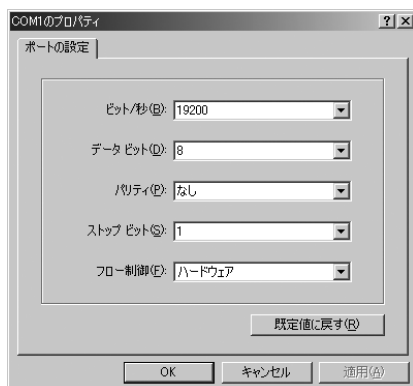 COM1のプロパティ
ポートの設定
ビット/秒(B): 19200
データ ビット(D): 8
パリティ(P): なし
ストップ ビット(S): 1
フロー制御(F): ハードウェア
既定値に戻す(R)
OK キャンセル 適用(A)